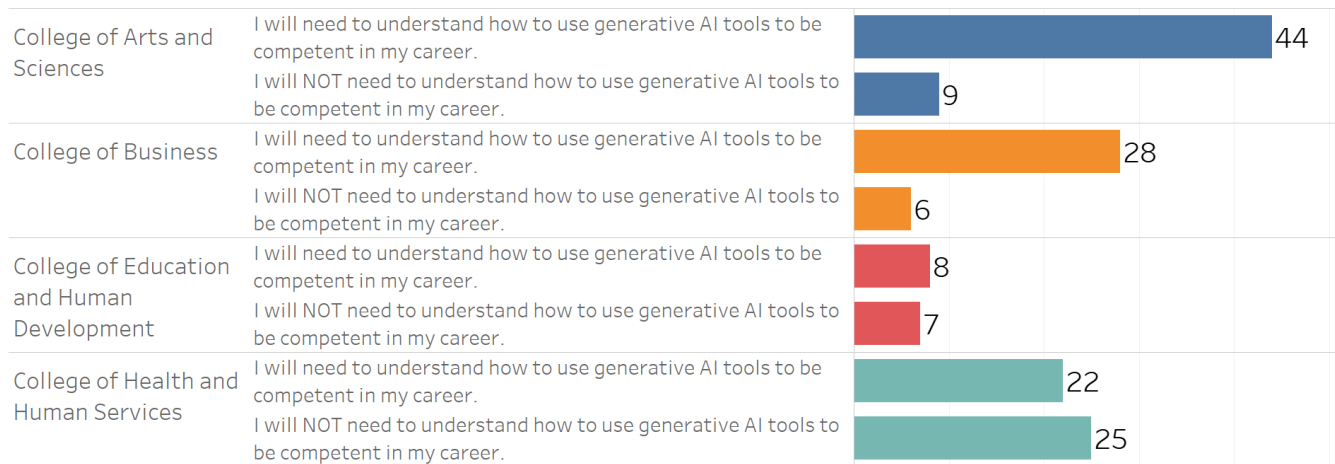 College of Arts and
Sciences
I will need to understand how to use generative AI tools to be
competent in my career.
44
I will NOT need to understand how to use generative AI tools to
be competent in my career.
9
College of Business
I will need to understand how to use generative AI tools to be
competent in my career.
28
I will NOT need to understand how to use generative AI tools to
be competent in my career.
6
College of Education
and Human
Development
I will need to understand how to use generative AI tools to be
competent in my career.
8
I will NOT need to understand how to use generative AI tools to
be competent in my career.
7
College of Health and
Human Services
I will need to understand how to use generative AI tools to be
competent in my career.
22
I will NOT need to understand how to use generative AI tools to
be competent in my career.
25